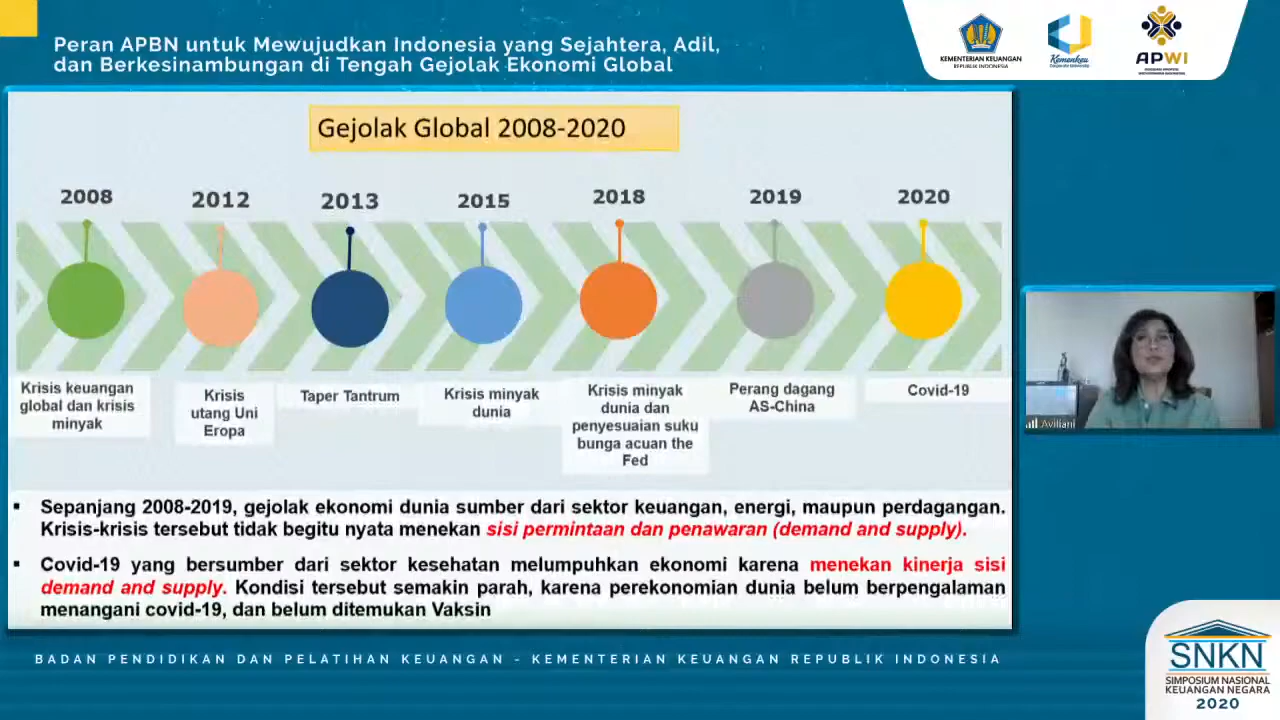 Peran APBN untuk Mewujudkan Indonesia yang Sejahtera, Adil,
dan Berkesinambungan di Tengah Gejolak Ekonomi Global
KEMENTERIAN KEUANGAN
REPUBLIK INDONESIA
Kemenkeu
Corporate University
APWI
Gejolak Global 2008-2020
2008
2012
2013
2015
2018
2019
2020
Krisis keuangan
global dan krisis
minyak
Krisis
utang Uni
Eropa
Taper Tantrum
Krisis minyak
dunia
Krisis minyak
dunia dan
penyesuaian suku
bunga acuan the
Fed
Perang dagang
AS-China
Covid-19
▪ Sepanjang 2008-2019, gejolak ekonomi dunia sumber dari sektor keuangan, energi, maupun perdagangan.
Krisis-krisis tersebut tidak begitu nyata menekan sisi permintaan dan penawaran (demand and supply).
▪ Covid-19 yang bersumber dari sektor kesehatan melumpuhkan ekonomi karena menekan kinerja sisi
demand and supply. Kondisi tersebut semakin parah, karena perekonomian dunia belum berpengalaman
menangani covid-19, dan belum ditemukan Vaksin
Aviliani
BADAN PENDIDIKAN DAN PELATIHAN KEUANGAN - KEMENTERIAN KEUANGAN REPUBLIK INDONESIA
SNKN
SIMPOSIUM NASIONAL
KEUANGAN NEGARA
2020